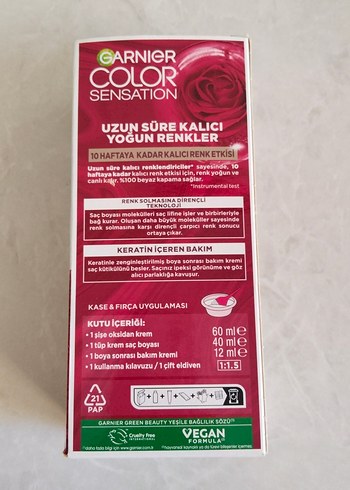 GARNIER
COLOR
SENSATION
UZUN SÜRE KALICI
YOĞUN RENKLER
10 HAFTAYA KADAR KALICI RENK ETKİSİ
Uzun süre kalıcı renklendiriciler* sayesinde, 10
haftaya kadar kalıcı renk etkisi için, renk yoğun ve
canlı kalır, %100 beyaz kapama sağlar.
*Instrumental test
RENK SOLMASINA DİRENÇLİ
TEKNOLOJİ
Saç boyası molekülleri saç lifine işler ve birbirleriyle
bağ kurar. Oluşan daha büyük moleküller sayesinde
renk solmasına karşı dirençli çarpıcı renk sonucu
ortaya çıkar.
KERATİN İÇEREN BAKIM
Keratinle zenginleştirilmiş boya sonrası bakım kremi
saç kütikülünü besler. Saçınız ipeksi görünüme ve göz
alıcı parlaklığa kavuşur.
KASE & FIRÇA UYGULAMASI
KUTU İÇERİĞİ:
• 1 şişe oksidan krem 60 ml e
• 1 tüp krem saç boyası 40 ml e
• 1 boya sonrası bakım kremi 12 ml e
• 1 kullanma kılavuzu / 1 çift eldiven 1:1.5
21
PAP
GARNIER GREEN BEAUTY YEŞİLE BAĞLILIK SÖZÜ
Cruelty Free
INTERNATIONAL
VEGAN
FORMULA